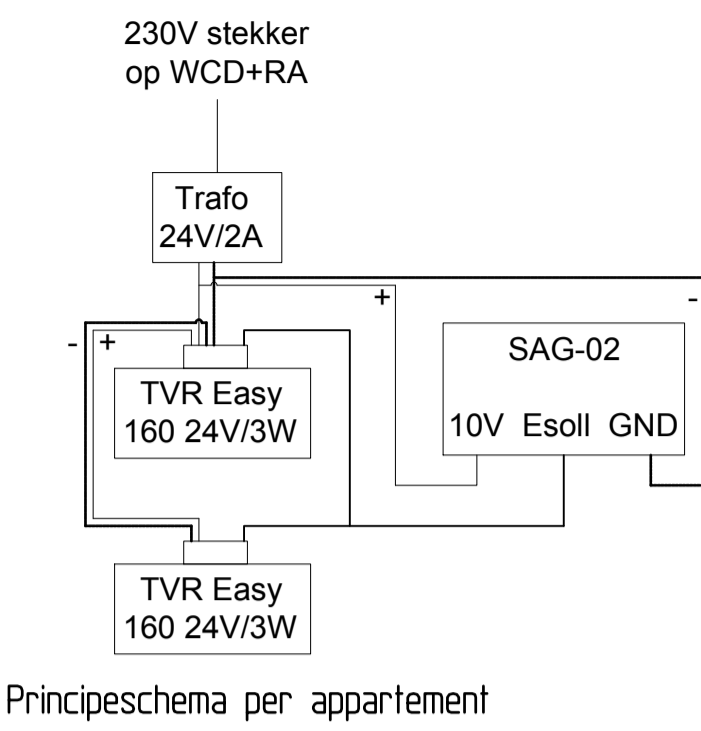 230V stekker
op WCD+RA
Trafo
24V/2A
+
-
- +
SAG-02
TVR Easy
160 24V/3W
10V Esoll GND
TVR Easy
160 24V/3W
Principeschema per appartement